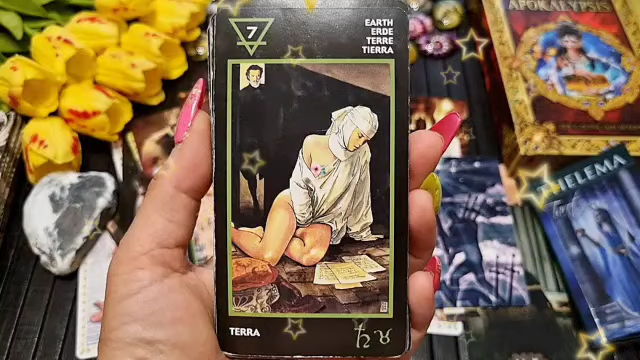 7
EARTH
ERDE
TERRE
TIERRA
TERRA
♄ ♉
APOKALYPSIS
THELEMA